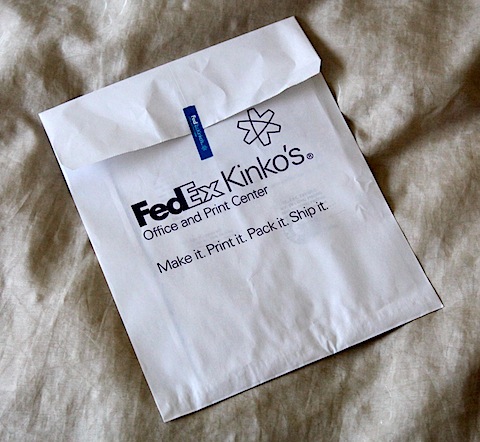 FedEx Kinko's®
Office and Print Center
Make it. Print it. Pack it. Ship it.